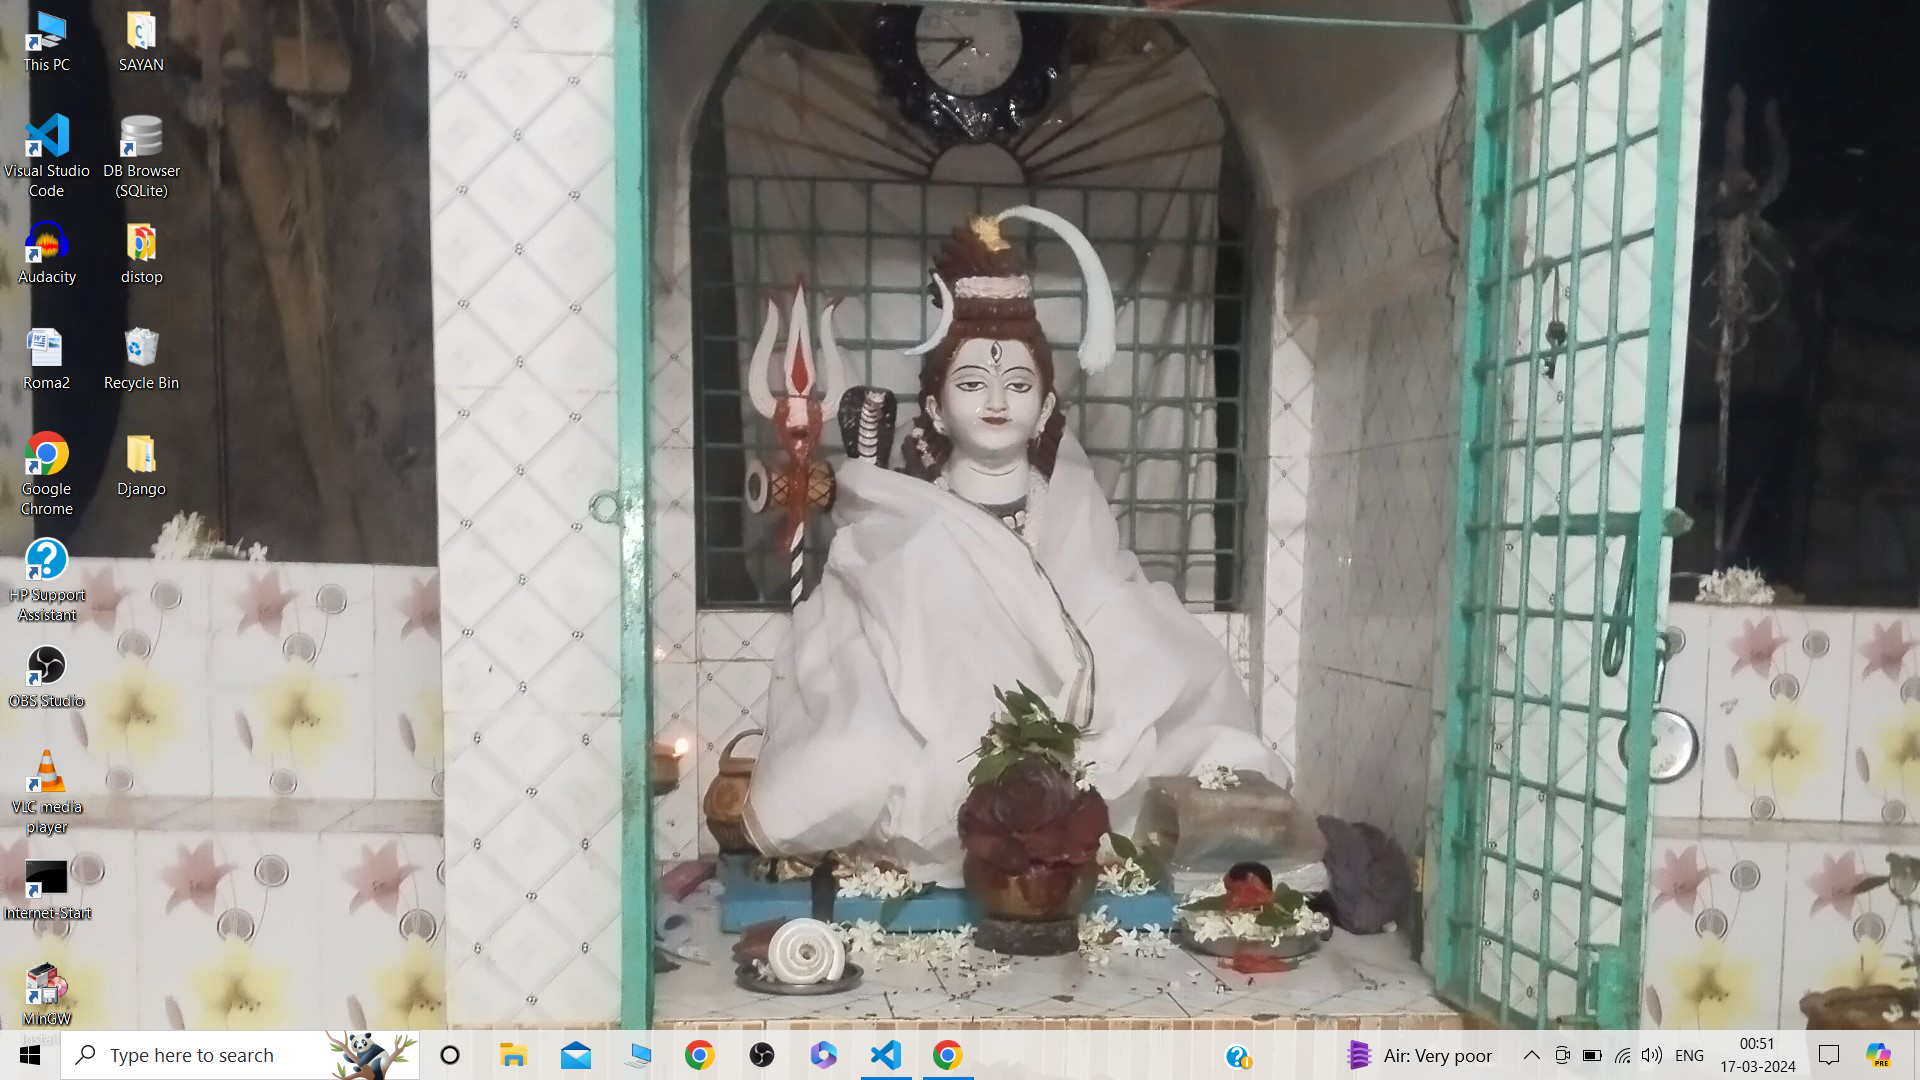 This PC
SAYAN
Visual Studio
Code
DB Browser
(SQLite)
Audacity
distop
Roma2
Recycle Bin
Google
Chrome
Django
HP Support
Assistant
OBS Studio
VLC media
player
Internet-Start
MinGW
Type here to search
Air: Very poor
ENG
00:51
17-03-2024
PRE